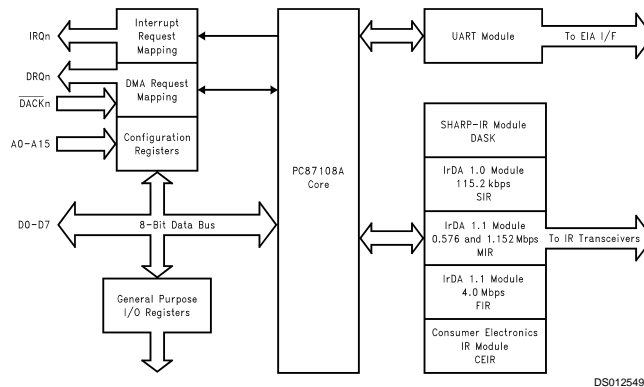 IRQn
Interrupt
Request
Mapping
DRQn
DMA Request
Mapping
DACKn
A0-A15
Configuration
Registers
D0-D7
8-Bit Data Bus
General Purpose
I/O Registers
PC87108A
Core
UART Module
To EIA I/F
SHARP-IR Module
DASK
IrDA 1.0 Module
115.2 kbps
SIR
IrDA 1.1 Module
0.576 and 1.152 Mbps
MIR
To IR Transceivers
IrDA 1.1 Module
4.0 Mbps
FIR
Consumer Electronics
IR Module
CEIR
DS012549